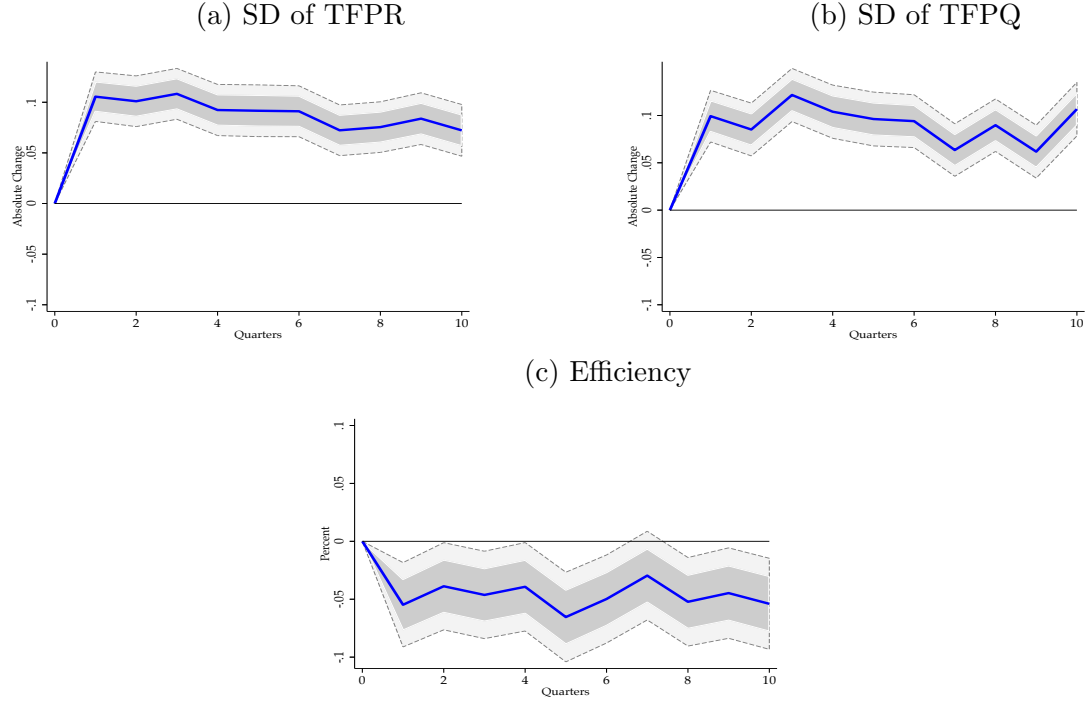 (a) SD of TFPR
(b) SD of TFPQ
Absolute Change
.1
.05
0
-.05
-.1
0 2 4 6 8 10
Quarters
Absolute Change
.1
.05
0
-.05
-.1
0 2 4 6 8 10
Quarters
(c) Efficiency
Percent
.1
.05
0
-.05
-.1
0 2 4 6 8 10
Quarters